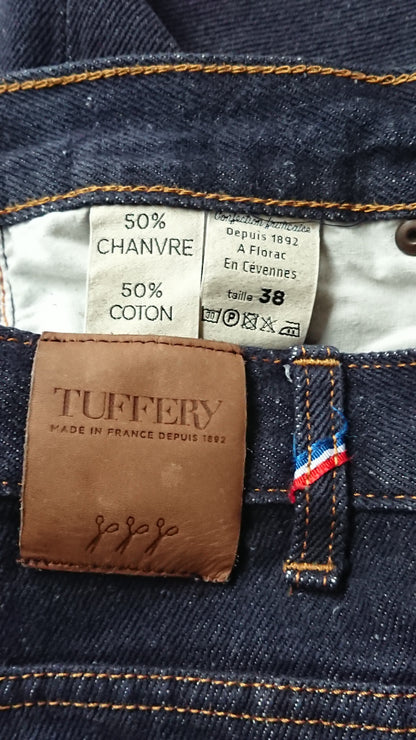 50%
CHANVRE
50%
COTON
Confection française
Depuis 1892
A Florac
En Cévennes
taille 38
30 P
TUFFERY
MADE IN FRANCE DEPUIS 1892